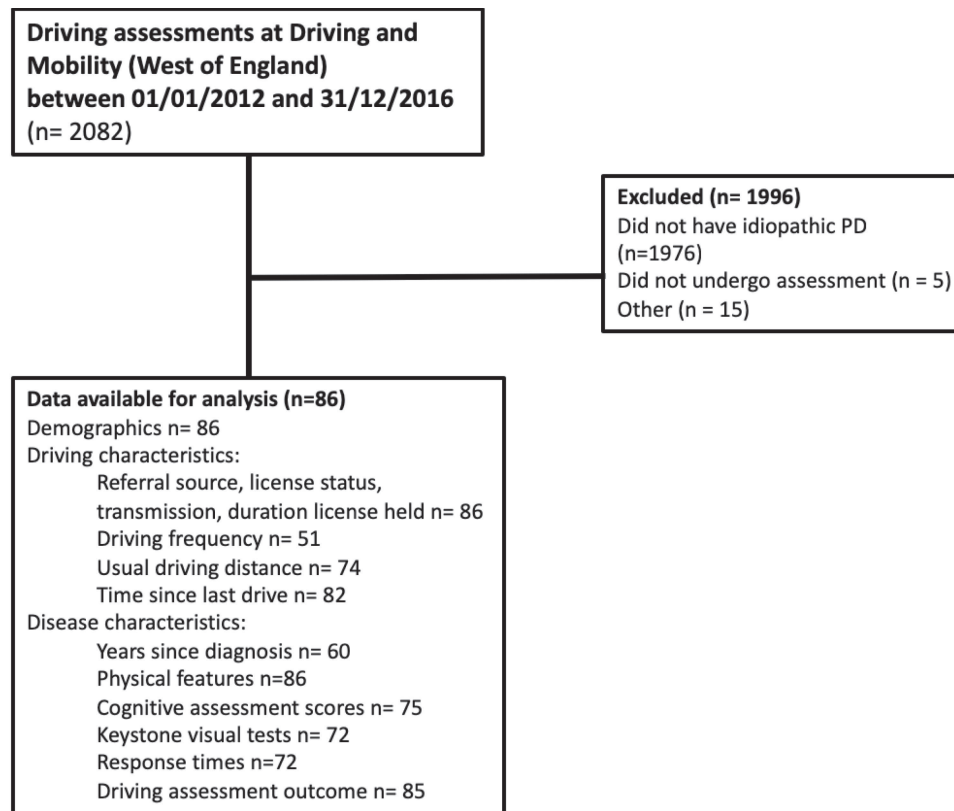 Driving assessments at Driving and
Mobility (West of England)
between 01/01/2012 and 31/12/2016
(n= 2082)
Excluded (n= 1996)
Did not have idiopathic PD
(n=1976)
Did not undergo assessment (n = 5)
Other (n = 15)
Data available for analysis (n=86)
Demographics n= 86
Driving characteristics:
Referral source, license status,
transmission, duration license held n= 86
Driving frequency n= 51
Usual driving distance n= 74
Time since last drive n= 82
Disease characteristics:
Years since diagnosis n= 60
Physical features n=86
Cognitive assessment scores n= 75
Keystone visual tests n= 72
Response times n=72
Driving assessment outcome n= 85